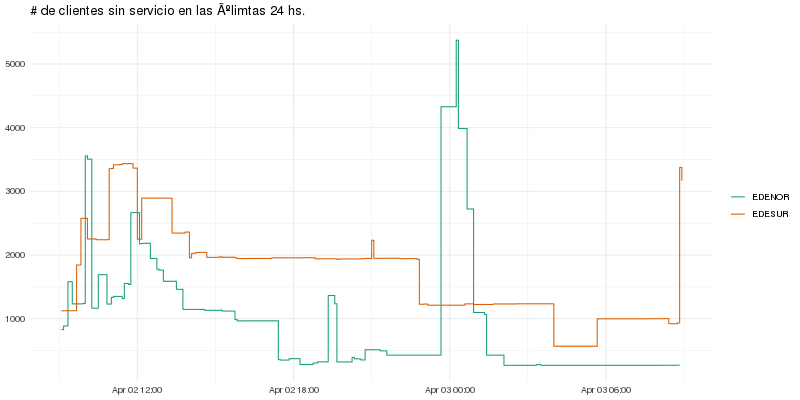 # de clientes sin servicio en las Ãºlimtas 24 hs.
5000
4000
3000
2000
1000
Apr 02 12:00
Apr 02 18:00
Apr 03 00:00
Apr 03 06:00
EDENOR
EDESUR